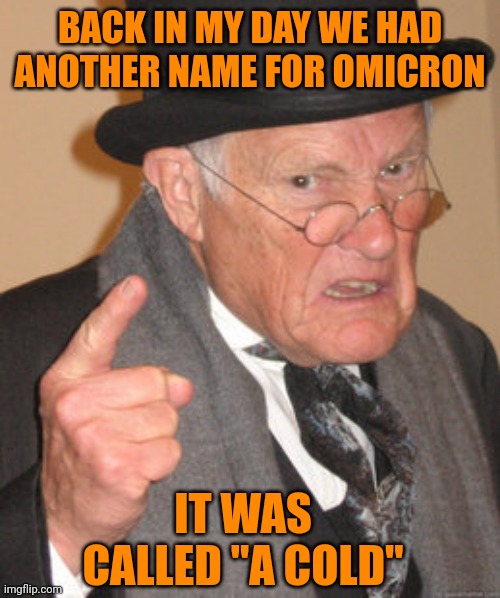 BACK IN MY DAY WE HAD
ANOTHER NAME FOR OMICRON
IT WAS
CALLED "A COLD"
imgflip.com